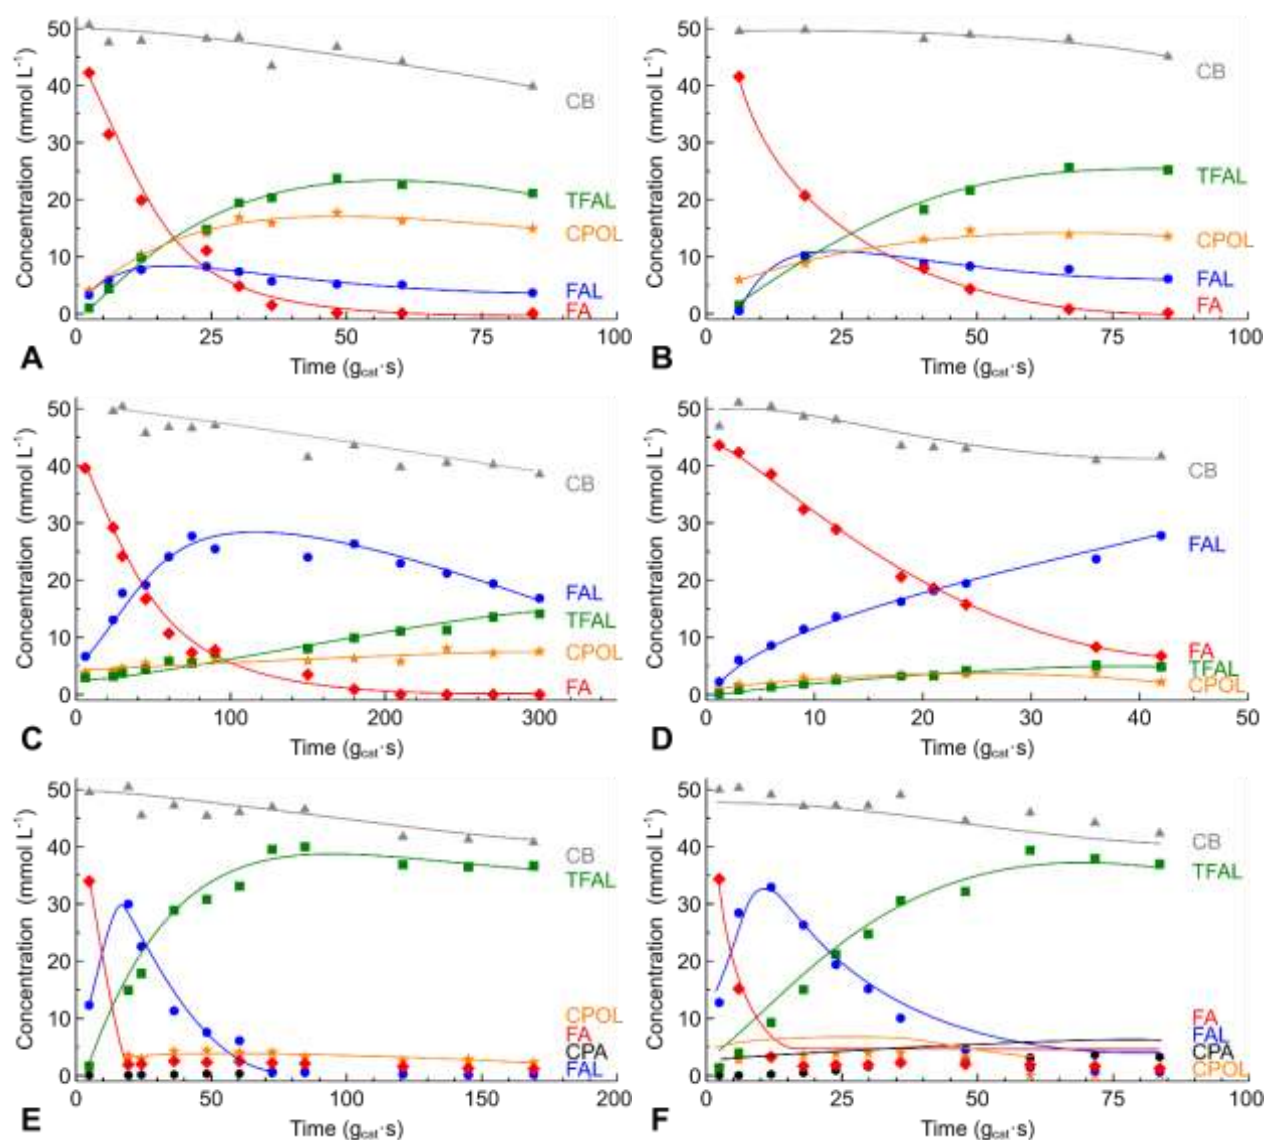 Concentration (mmol L⁻¹)
50
40
30
20
10
0
CB
TFAL
CPOL
FAL
FA
0 25 50 75 100
A
Time (gcat·s)
Concentration (mmol L⁻¹)
50
40
30
20
10
0
CB
TFAL
CPOL
FAL
FA
0 25 50 75 100
B
Time (gcat·s)
Concentration (mmol L⁻¹)
50
40
30
20
10
0
CB
FAL
TFAL
CPOL
FA
0 100 200 300
C
Time (gcat·s)
Concentration (mmol L⁻¹)
50
40
30
20
10
0
CB
FAL
FA
TFAL
CPOL
0 10 20 30 40 50
D
Time (gcat·s)
Concentration (mmol L⁻¹)
50
40
30
20
10
0
CB
TFAL
CPOL
FA
CPA
FAL
0 50 100 150 200
E
Time (gcat·s)
Concentration (mmol L⁻¹)
50
40
30
20
10
0
CB
TFAL
FA
FAL
CPA
CPOL
0 25 50 75 100
F
Time (gcat·s)